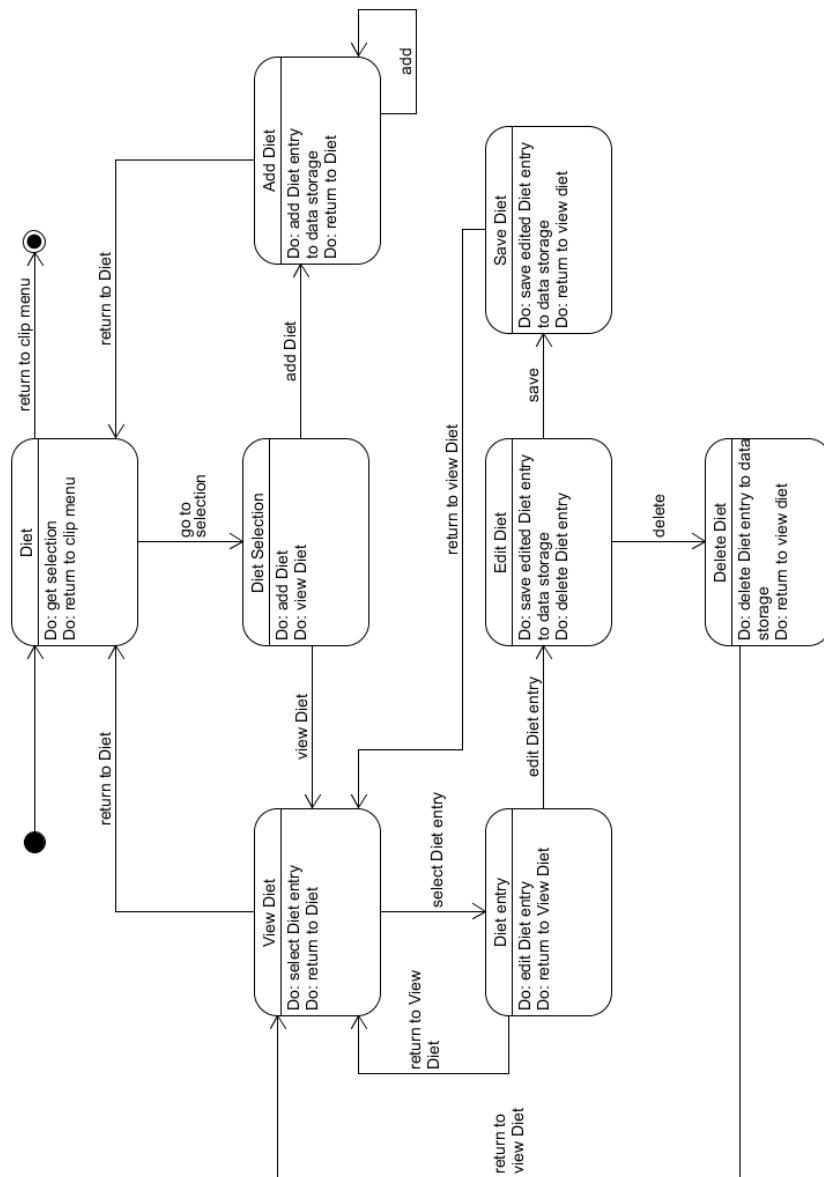 return to clip menu
Diet
Do: get selection
Do: return to clip menu
return to Diet
return to Diet
go to
selection
Add Diet
Do: add Diet entry
to data storage
Do: return to Diet
add
add Diet
Diet Selection
Do: add Diet
Do: view Diet
view Diet
View Diet
Do: select Diet entry
Do: return to Diet
select Diet entry
return to View
Diet
return to view Diet
Diet entry
Do: edit Diet entry
Do: return to View Diet
edit Diet entry
Edit Diet
Do: save edited Diet entry
to data storage
Do: delete Diet entry
save
Save Diet
Do: save edited Diet entry
to data storage
Do: return to view diet
delete
Delete Diet
Do: delete Diet entry to data
storage
Do: return to view diet
return to
view Diet